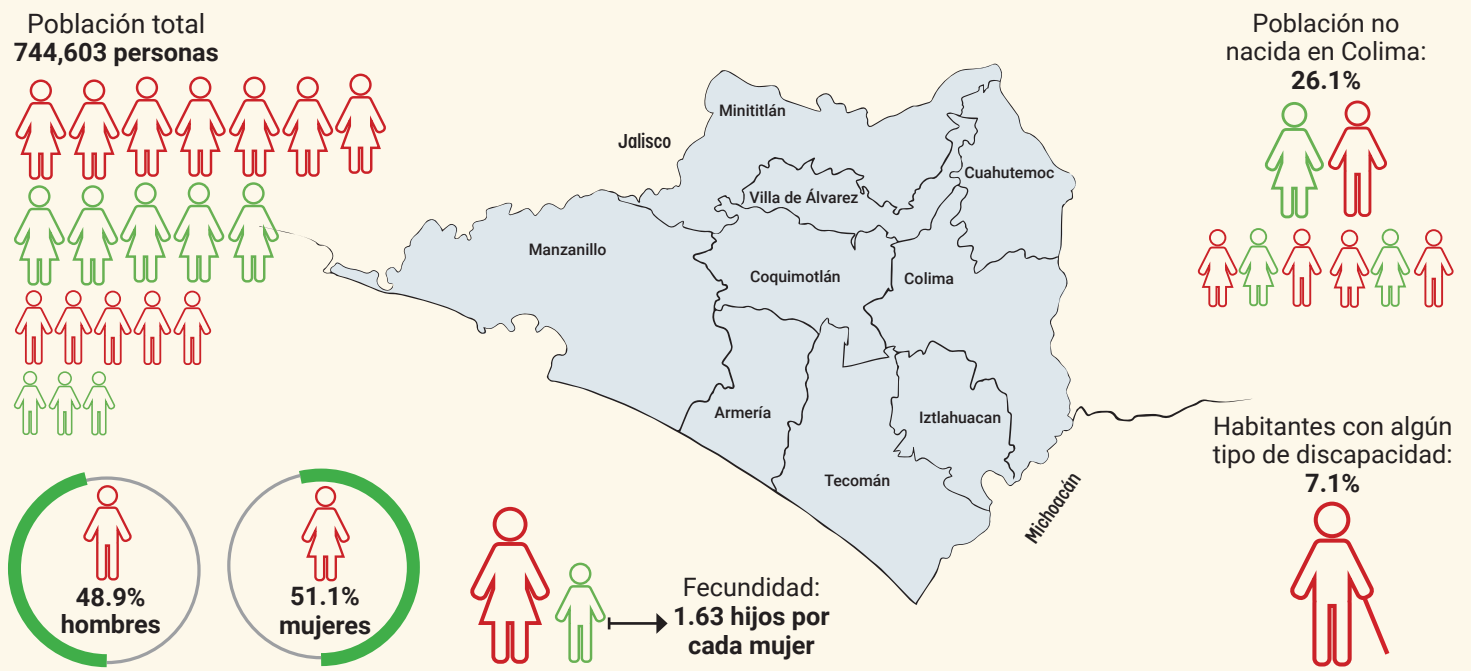 Población total
744,603 personas
Población no
nacida en Colima:
26.1%
Minititlán
Jalisco
Cuahutemoc
Villa de Álvarez
Manzanillo
Coquimotlán
Colima
Armería
Iztlahuacan
Tecomán
Michoacán
Habitantes con algún
tipo de discapacidad:
7.1%
48.9%
hombres
51.1%
mujeres
Fecundidad:
1.63 hijos por
cada mujer